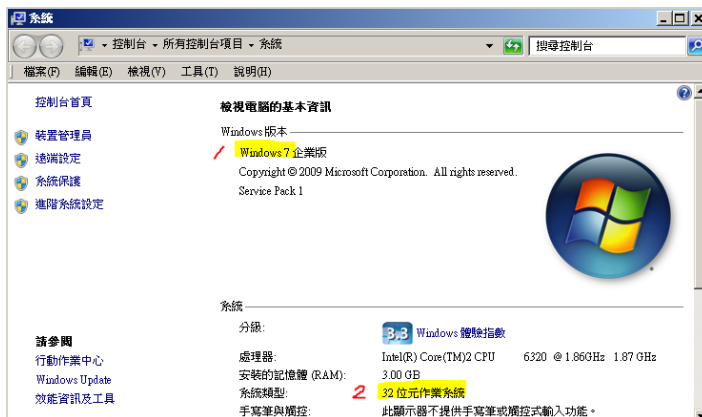 系統
控制台 ▾ 所有控制台項目 ▾ 系統
搜尋控制台
檔案(F) 編輯(E) 檢視(V) 工具(T) 說明(H)
控制台首頁
裝置管理員
遠端設定
系統保護
進階系統設定
請參閱
行動作業中心
Windows Update
效能資訊及工具
檢視電腦的基本資訊
Windows 版本
1 Windows 7 企業版
Copyright © 2009 Microsoft Corporation. All rights reserved.
Service Pack 1
系統
分級: 3.3 Windows 體驗指數
處理器: Intel(R) Core(TM)2 CPU 6320 @ 1.86GHz 1.87 GHz
安裝的記憶體 (RAM): 3.00 GB
系統類型: 2 32 位元作業系統
手寫筆與觸控: 此顯示器不提供手寫筆或觸控式輸入功能。